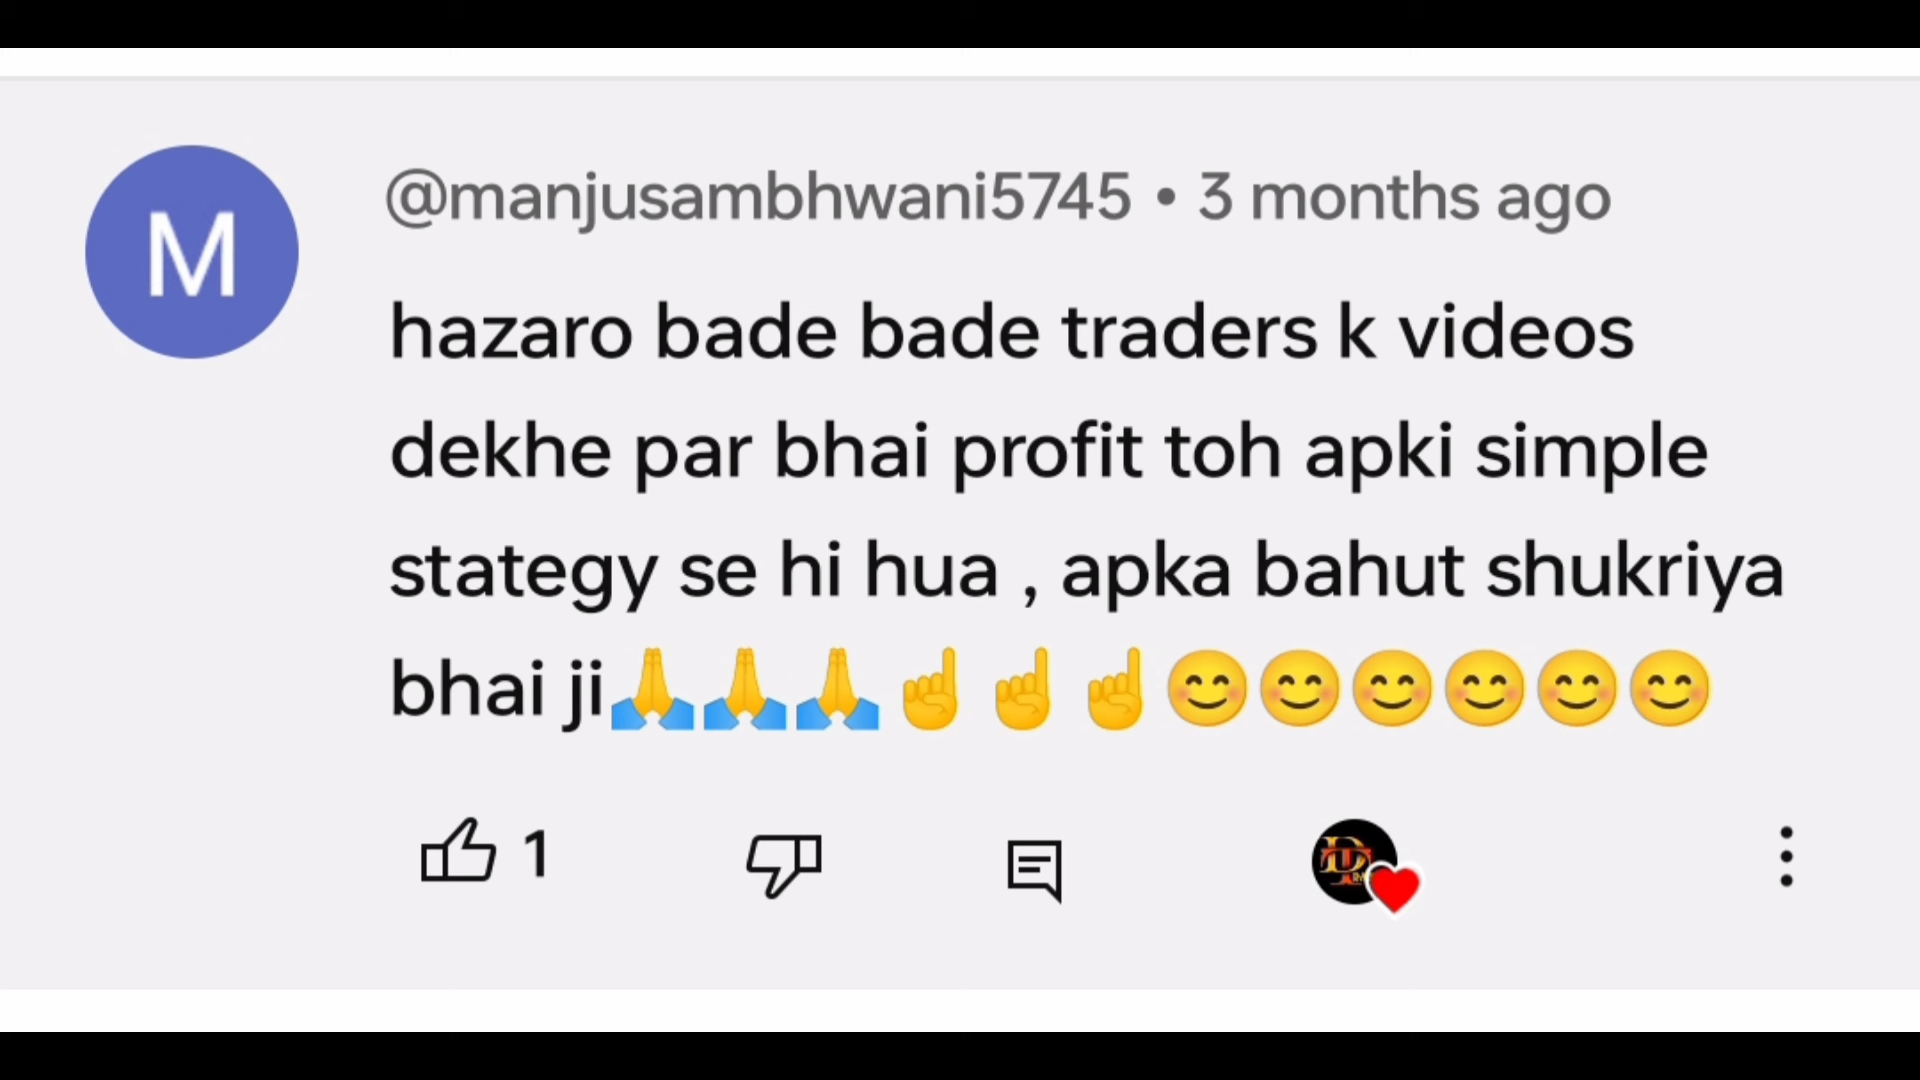 M
@manjusambhwani5745 • 3 months ago
hazaro bade bade traders k videos
dekhe par bhai profit toh apki simple
stategy se hi hua , apka bahut shukriya
bhai ji🙏🙏🙏☝️☝️☝️😊😊😊😊😊😊
1